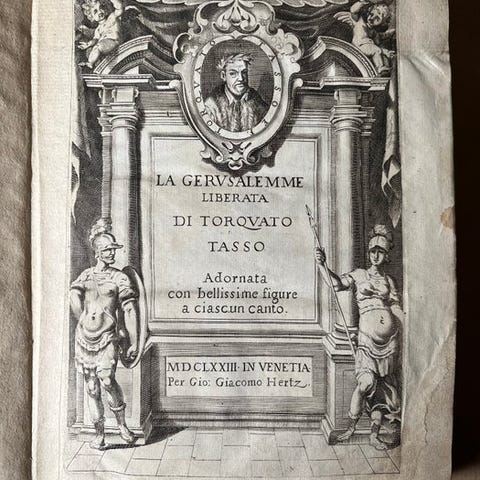 TORQVATO TASSO
LA GERVSALEMME
LIBERATA
DI TORQVATO
TASSO
Adornata
con bellissime figure
a ciascun canto.
MDCLXXIII · IN VENETIA
Per Gio: Giacomo Hertz.